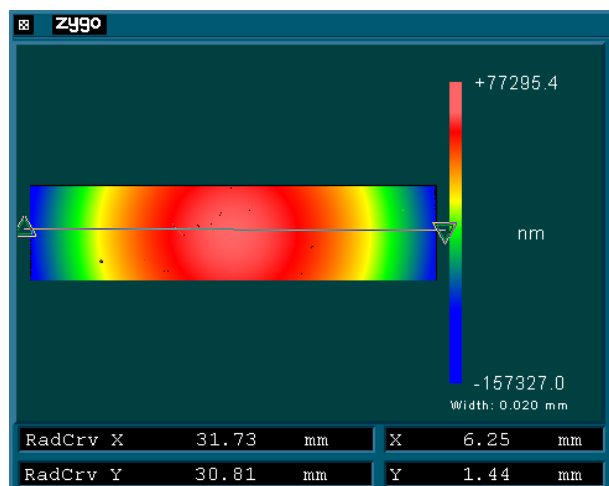 zygo
+77295.4
nm
-157327.0
Width: 0.020 mm
RadCrv X 31.73 mm X 6.25 mm
RadCrv Y 30.81 mm Y 1.44 mm